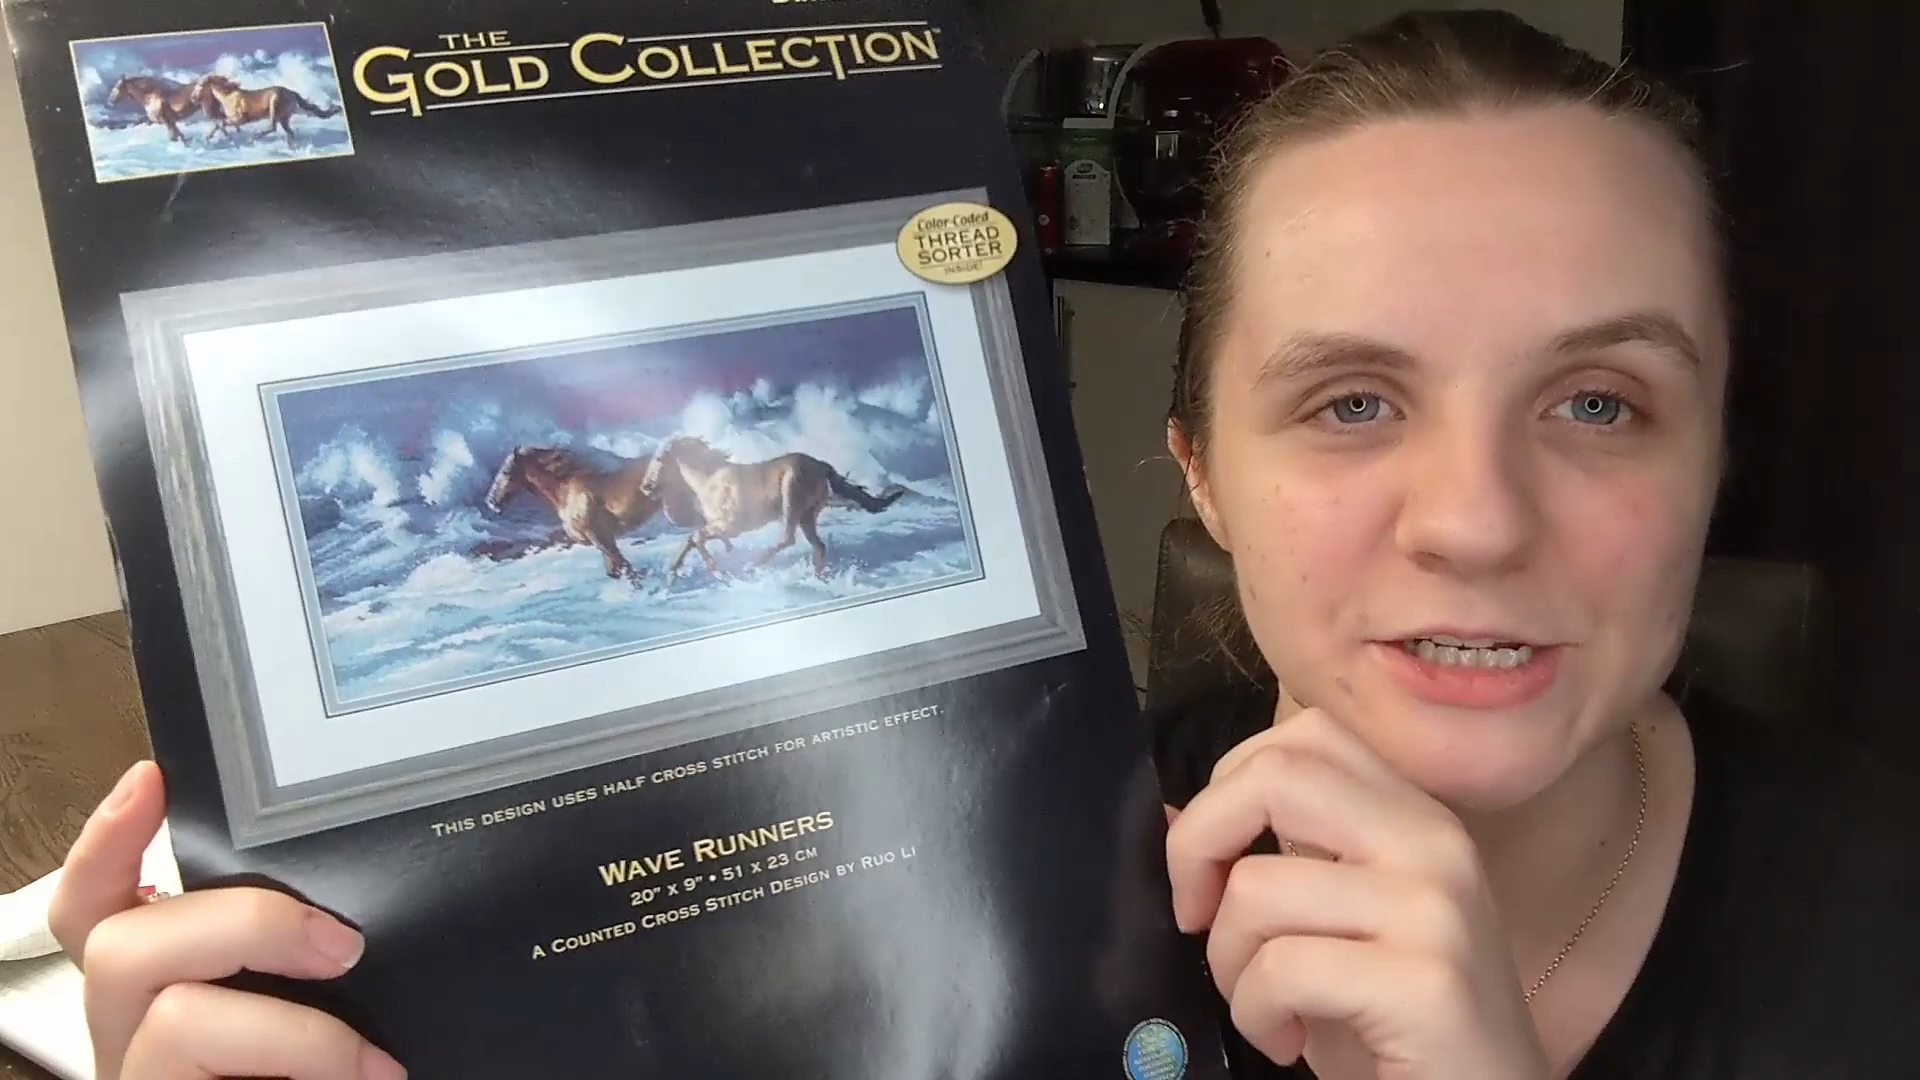 THE
GOLD COLLECTION
Color-Coded
THREAD
SORTER
INSIDE!
THIS DESIGN USES HALF CROSS STITCH FOR ARTISTIC EFFECT.
WAVE RUNNERS
20" X 9" • 51 X 23 CM
A COUNTED CROSS STITCH DESIGN BY RUO LI